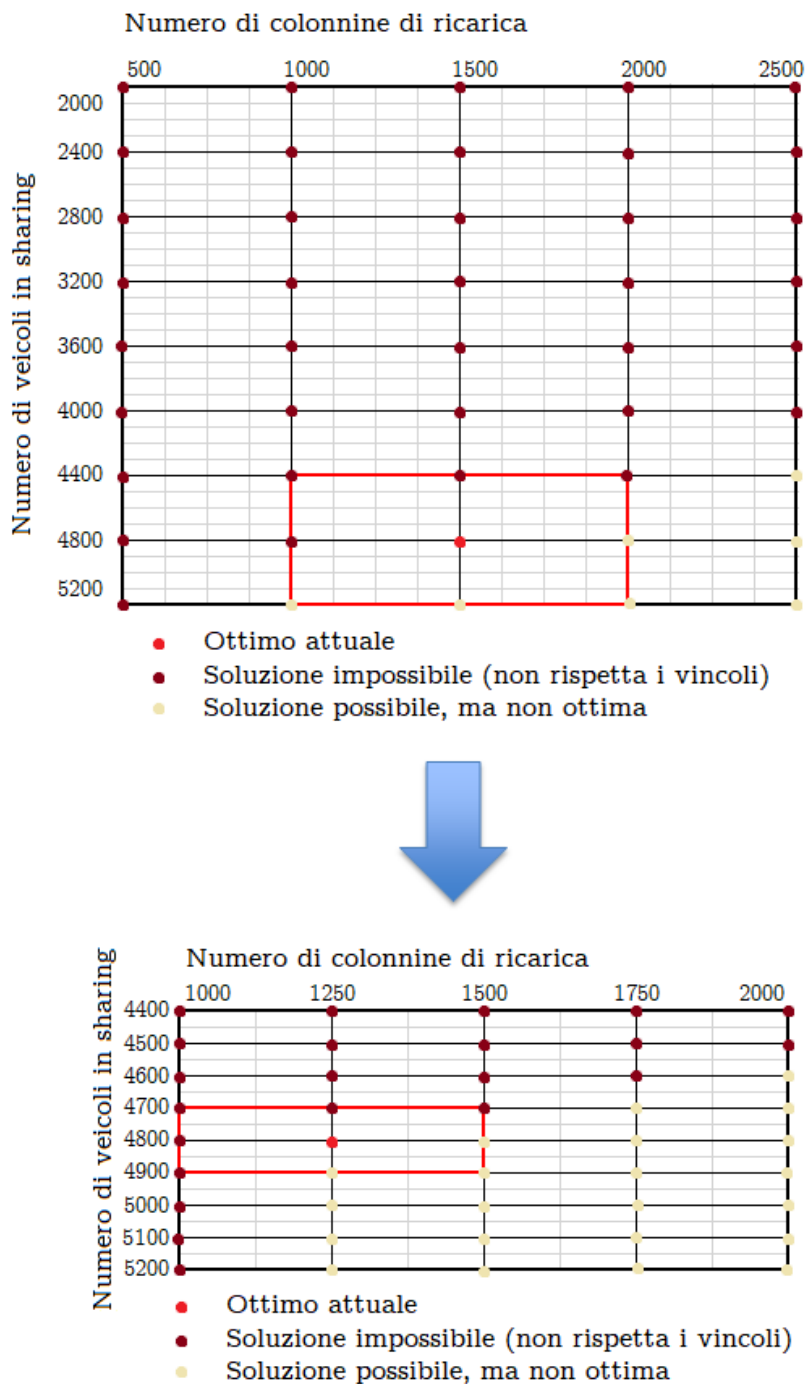 Numero di colonnine di ricarica
500 1000 1500 2000 2500
Numero di veicoli in sharing
2000
2400
2800
3200
3600
4000
4400
4800
5200
Ottimo attuale
Soluzione impossibile (non rispetta i vincoli)
Soluzione possibile, ma non ottima
Numero di colonnine di ricarica
1000 1250 1500 1750 2000
Numero di veicoli in sharing
4400
4500
4600
4700
4800
4900
5000
5100
5200
Ottimo attuale
Soluzione impossibile (non rispetta i vincoli)
Soluzione possibile, ma non ottima